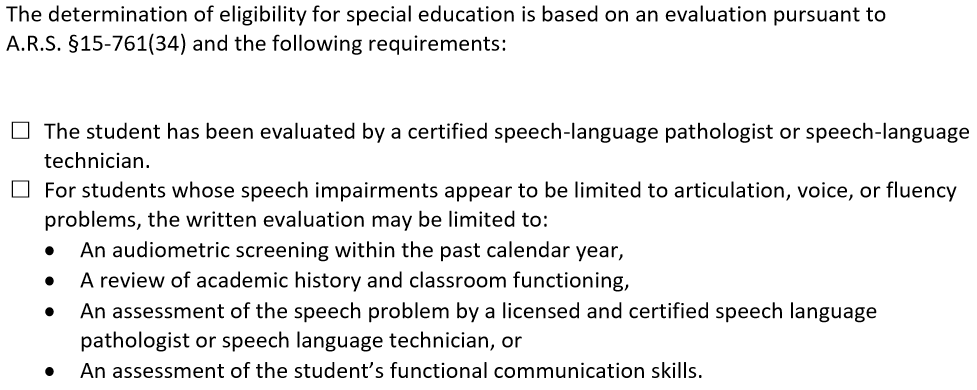 The determination of eligibility for special education is based on an evaluation pursuant to
A.R.S. §15-761(34) and the following requirements:
☐ The student has been evaluated by a certified speech-language pathologist or speech-language
technician.
☐ For students whose speech impairments appear to be limited to articulation, voice, or fluency
problems, the written evaluation may be limited to:
• An audiometric screening within the past calendar year,
• A review of academic history and classroom functioning,
• An assessment of the speech problem by a licensed and certified speech language
pathologist or speech language technician, or
• An assessment of the student’s functional communication skills.